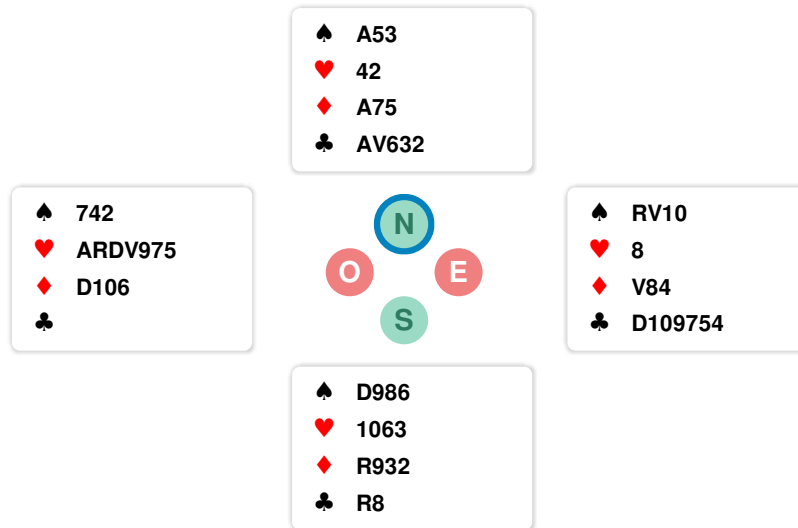 ♠ A53
♥ 42
♦ A75
♣ AV632
♠ 742
♥ ARDV975
♦ D106
♣
N
O E
S
♠ RV10
♥ 8
♦ V84
♣ D109754
♠ D986
♥ 1063
♦ R932
♣ R8